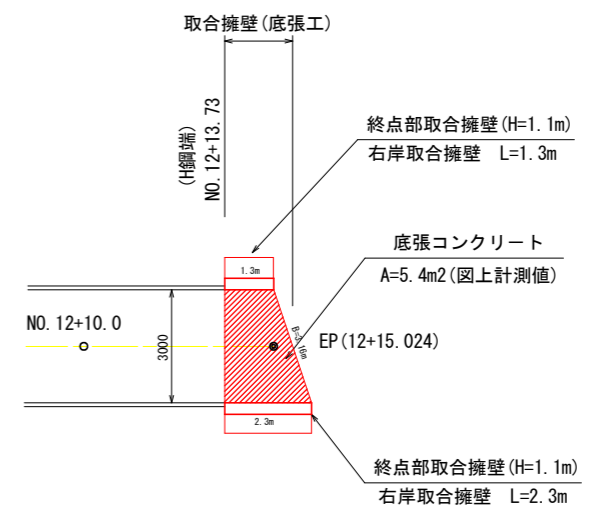 取合擁壁(底張工)
(H鋼端)
NO.12+13.73
終点部取合擁壁(H=1.1m)
右岸取合擁壁 L=1.3m
底張コンクリート
A=5.4m2(図上計測値)
1.3m
NO.12+10.0
3000
B=3.16m
EP(12+15.024)
2.3m
終点部取合擁壁(H=1.1m)
右岸取合擁壁 L=2.3m